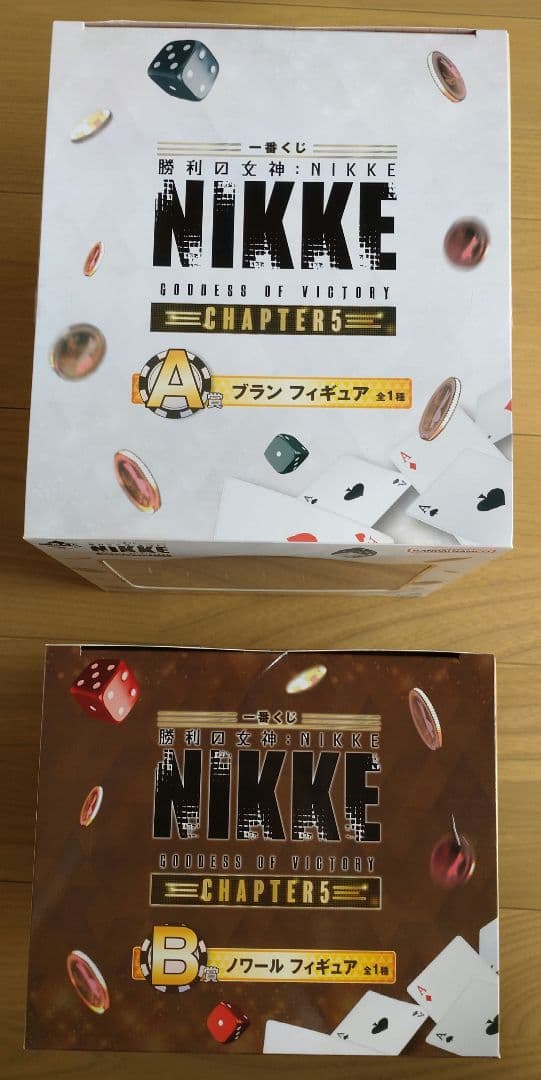 一番くじ
勝利の女神:NIKKE
NIKKE
GODDESS OF VICTORY
CHAPTER5
A賞 ブラン フィギュア 全1種
A
A
NIKKE
BANDAI NAMCO
一番くじ
勝利の女神:NIKKE
NIKKE
GODDESS OF VICTORY
CHAPTER5
B賞 ノワール フィギュア 全1種
A
A